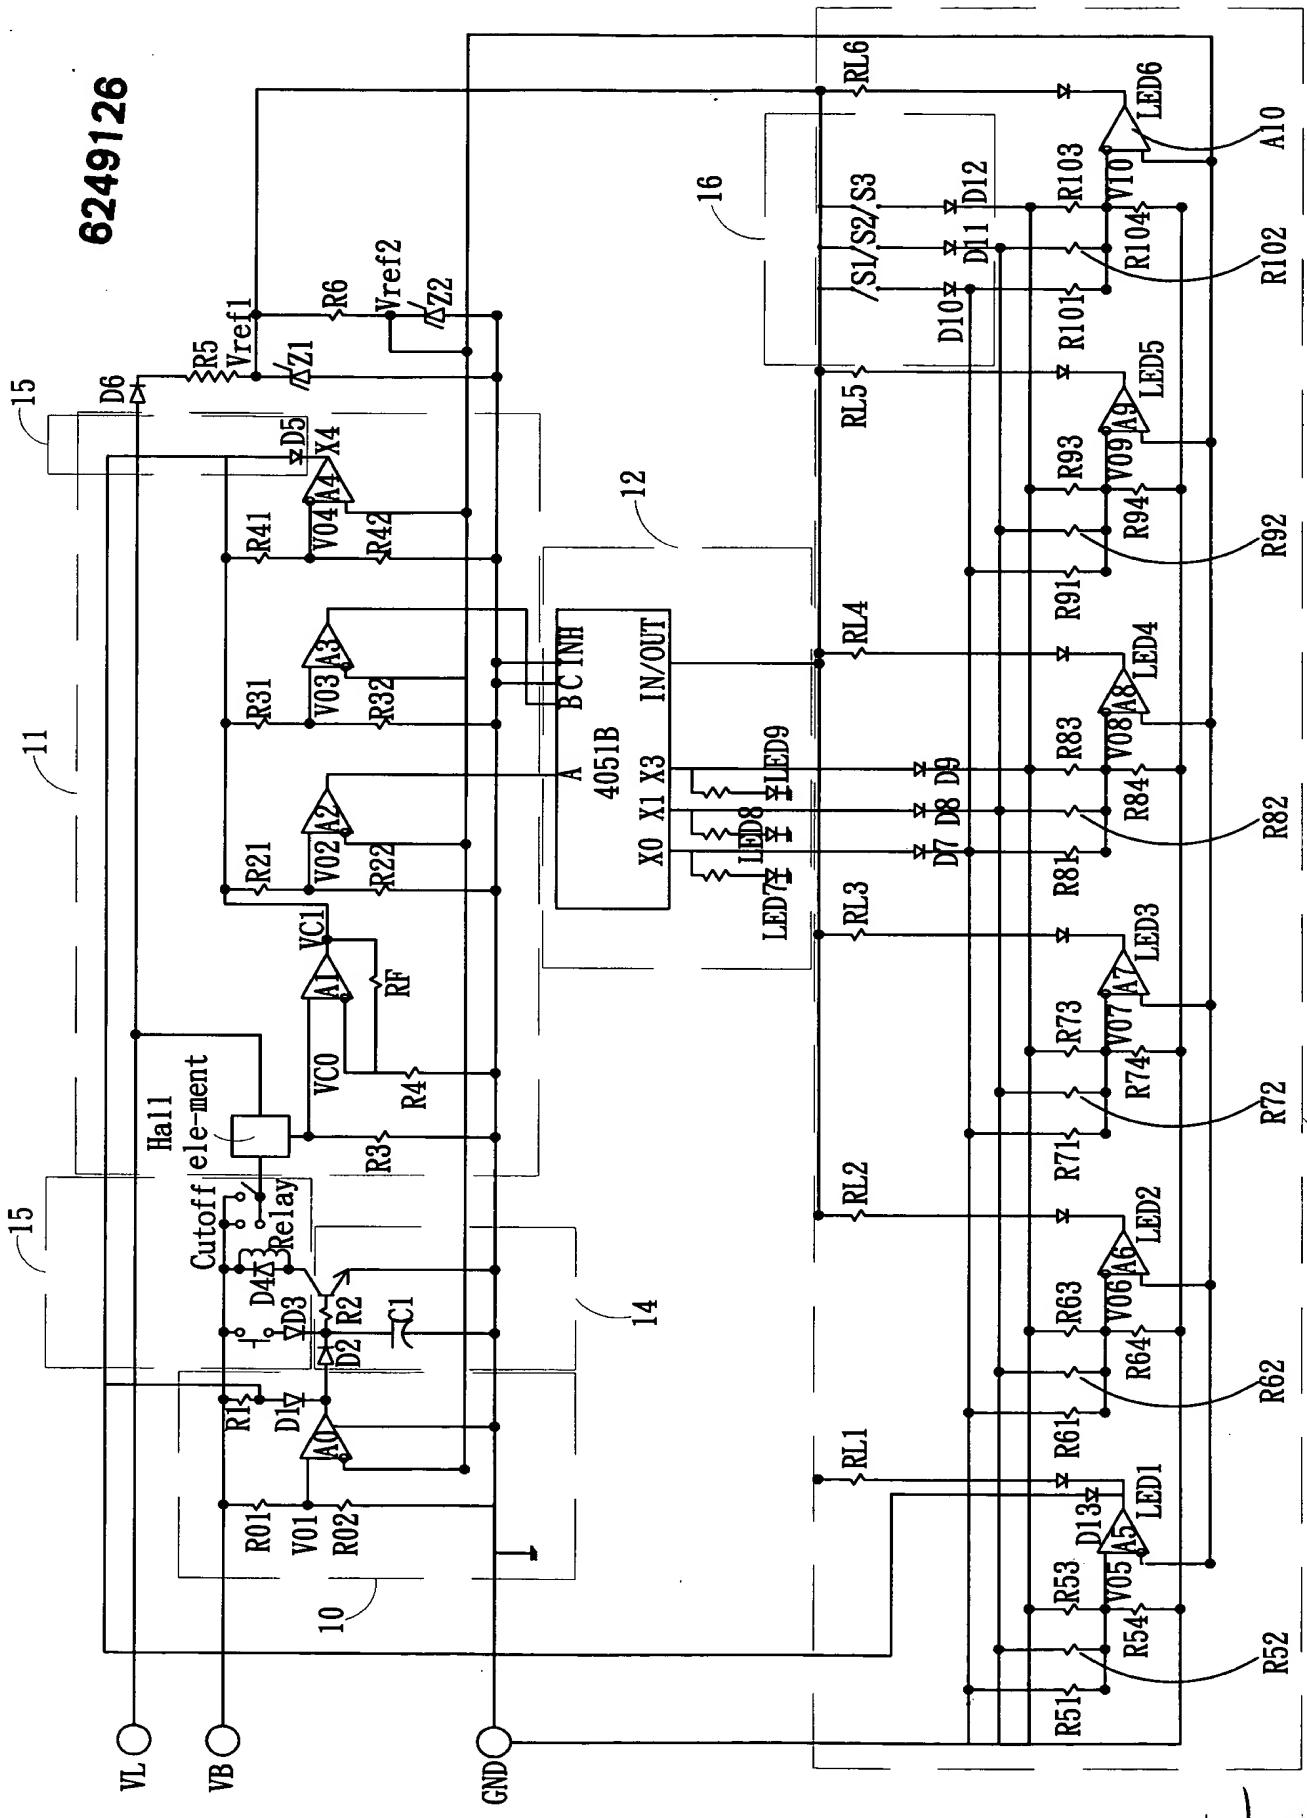 6249126
15
11
15
D6
R5
Vref1
Z1
R6
Vref2
Z2
D5
X4
A4
R41
V04
R42
A3
R31
V03
R32
A2
R21
V02
R22
VC1
A1
RF
VC0
R4
Hall
ele-ment
R3
Cutoff
Relay
D4
D3
R2
C1
D2
14
R1
D1
A0
R01
V01
R02
10
VL
VB
GND
12
A
B
C
INH
4051B
X0
X1
X3
IN/OUT
LED7
LED8
LED9
16
S1
S2
S3
D10
D11
D12
D7
D8
D9
RL1
RL2
RL3
RL4
RL5
RL6
R51
R53
V05
R54
R52
A5
D13
LED1
R61
R63
V06
R64
R62
A6
LED2
R71
R73
V07
R74
R72
A7
LED3
R81
R83
V08
R84
R82
A8
LED4
R91
R93
V09
R94
R92
A9
LED5
R101
R103
V10
R104
R102
LED6
A10